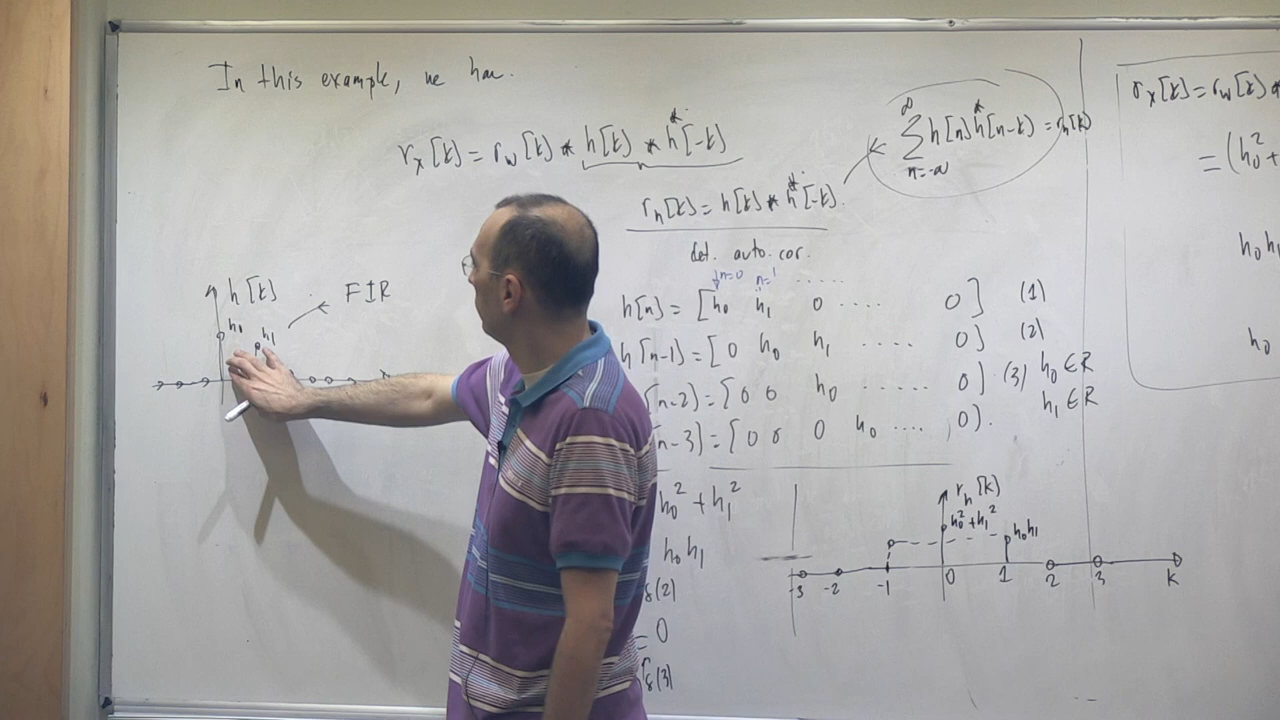 In this example, we have.
r_x[k] = r_w[k] * h[k] * h*[-k]
∞
∑ h[n] h*[n-k] = r_h[k]
n=-∞
r_h[k] = h[k] * h*[-k].
det. auto. cor.
n=0 n=1 .....
h[n] = [h0 h1 0 .... 0] (1)
h[n-1] = [0 h0 h1 .... 0] (2)
[n-2) = [0 0 h0 ..... 0] (3)
n-3] = [0 0 0 h0 .... 0].
h0 ∈ R
h1 ∈ R
h0² + h1²
h0 h1
(2)
= 0
(3)
h[k]
FIR
h0
h1
r_h[k]
h0² + h1²
h0h1
-3 -2 -1 0 1 2 3 k
r_x[k] = r_w[k] *
= (h0² +
h0 h1
h0